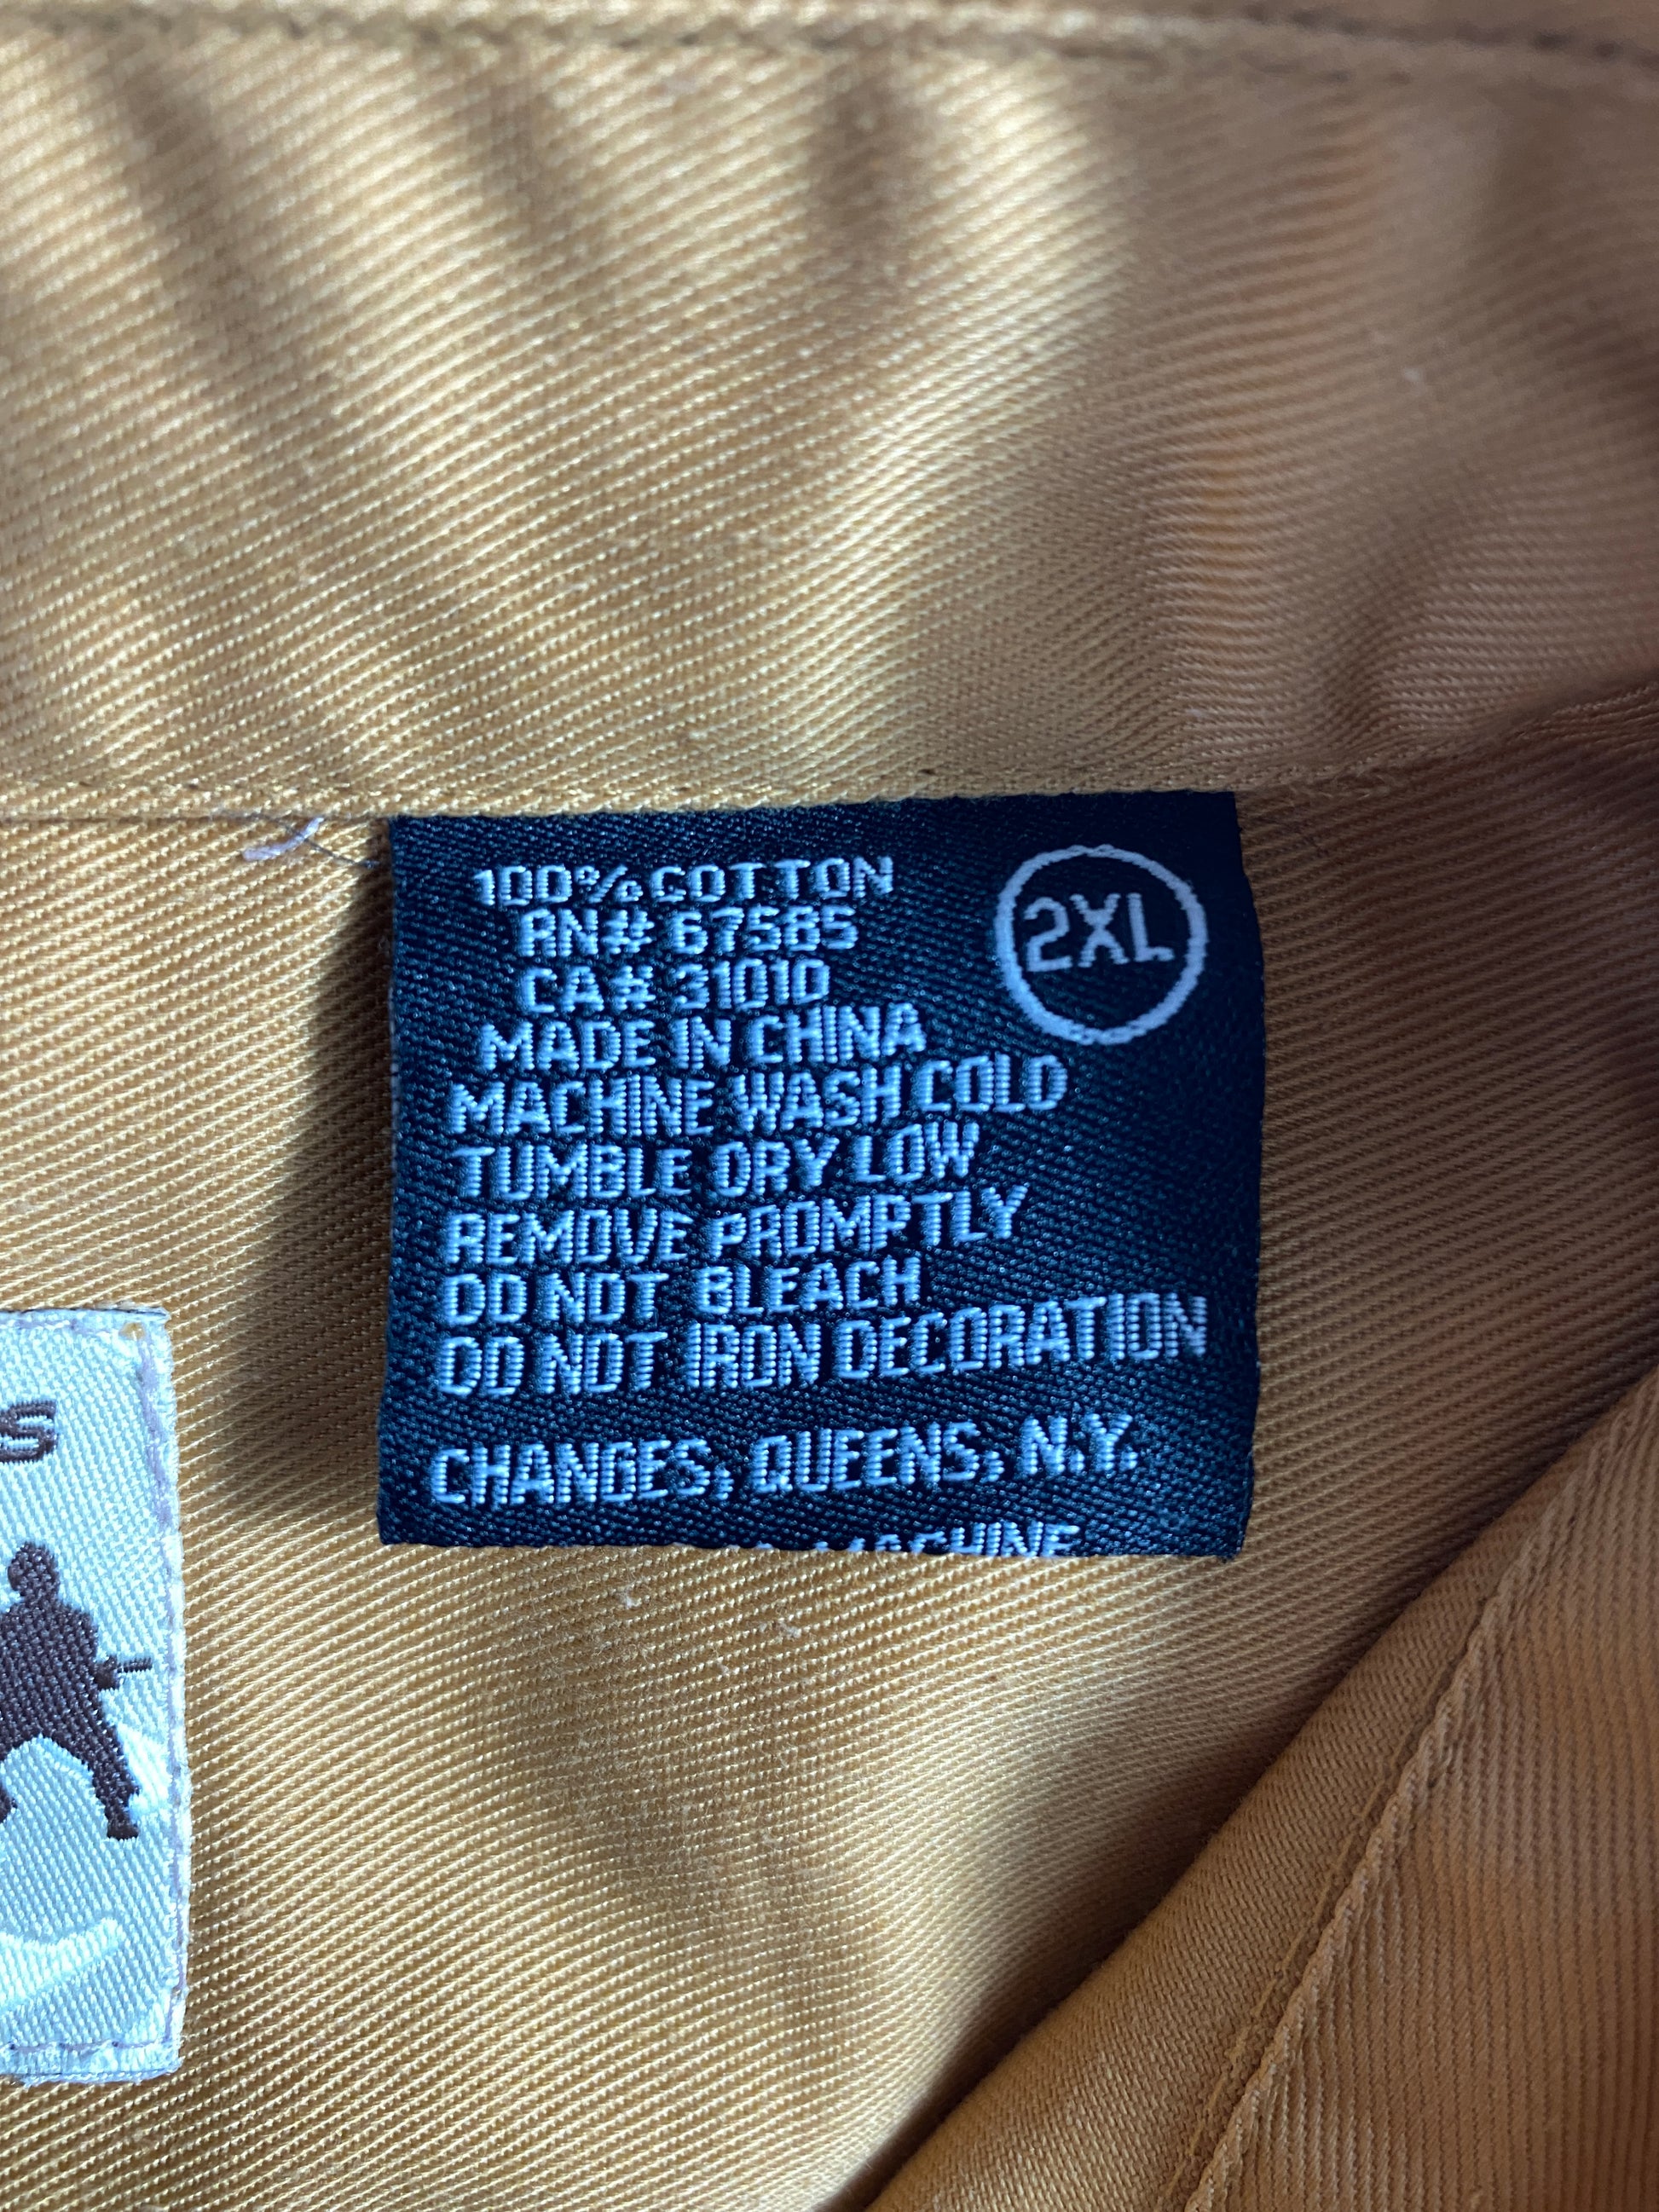 100% COTTON
2XL
RN# 67585
CA# 31010
MADE IN CHINA
MACHINE WASH COLD
TUMBLE DRY LOW
REMOVE PROMPTLY
DO NOT BLEACH
DO NOT IRON DECORATION
CHANGES, QUEENS, N.Y.
MACHINE
S